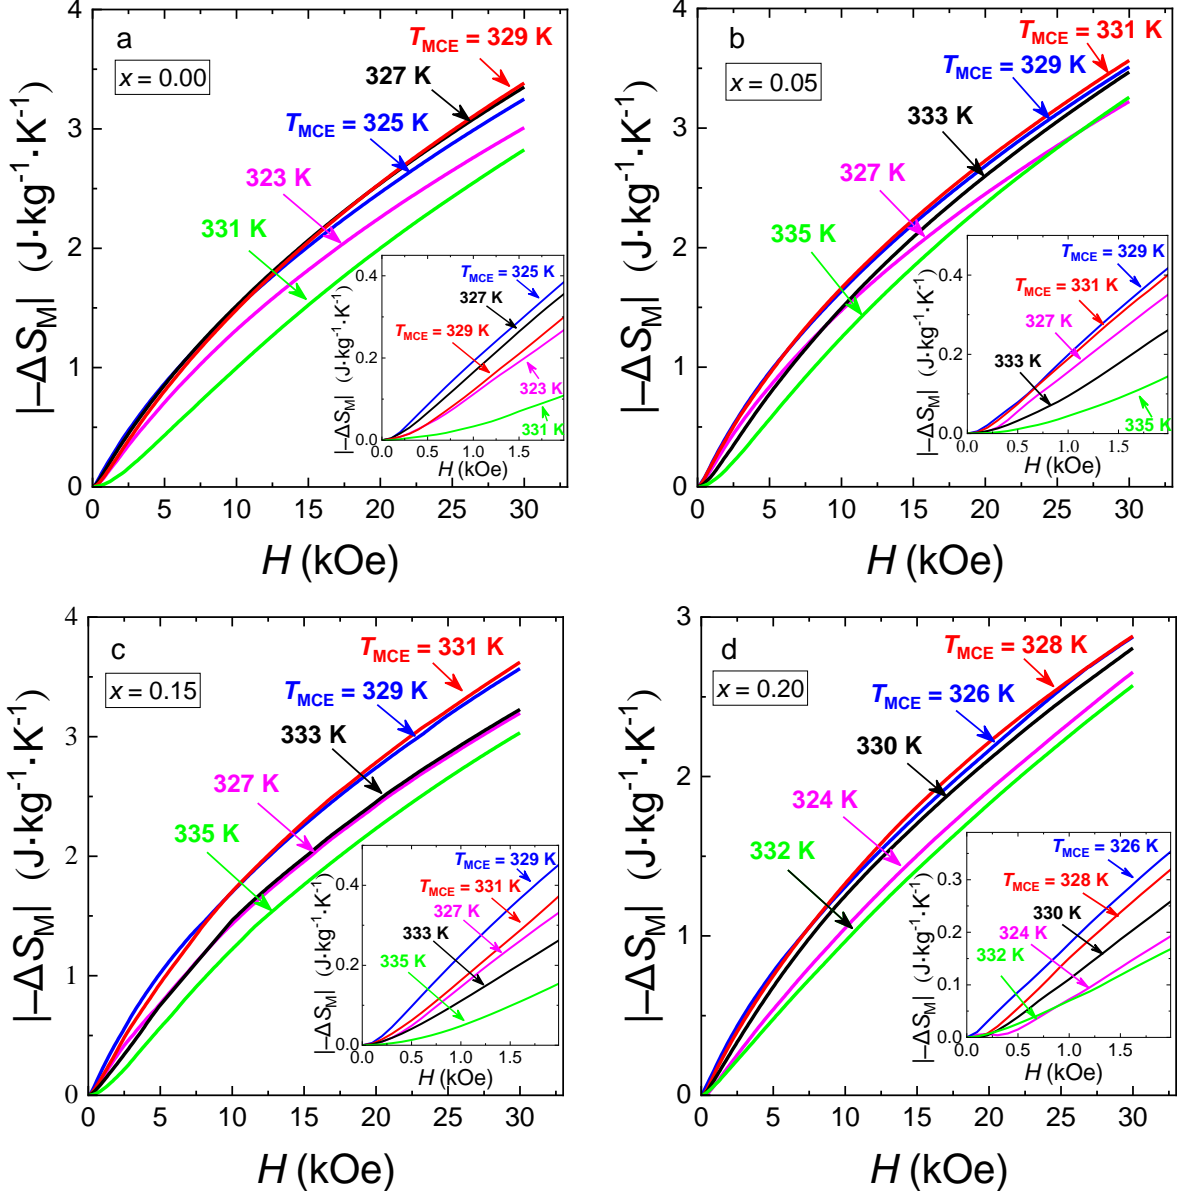 a
x = 0.00
T_MCE = 329 K
327 K
T_MCE = 325 K
323 K
331 K
|–ΔS_M| (J·kg⁻¹·K⁻¹)
4
3
2
1
0
0 5 10 15 20 25 30
H (kOe)
T_MCE = 325 K
327 K
T_MCE = 329 K
323 K
331 K
|–ΔS_M| (J·kg⁻¹·K⁻¹)
0.4
0.2
0.0
0.0 0.5 1.0 1.5
H (kOe)
b
x = 0.05
T_MCE = 331 K
T_MCE = 329 K
333 K
327 K
335 K
|–ΔS_M| (J·kg⁻¹·K⁻¹)
4
3
2
1
0
0 5 10 15 20 25 30
H (kOe)
T_MCE = 329 K
T_MCE = 331 K
327 K
333 K
335 K
|–ΔS_M| (J·kg⁻¹·K⁻¹)
0.4
0.2
0.0
0.0 0.5 1.0 1.5
H (kOe)
c
x = 0.15
T_MCE = 331 K
T_MCE = 329 K
333 K
327 K
335 K
|–ΔS_M| (J·kg⁻¹·K⁻¹)
4
3
2
1
0
0 5 10 15 20 25 30
H (kOe)
T_MCE = 329 K
T_MCE = 331 K
327 K
333 K
335 K
|–ΔS_M| (J·kg⁻¹·K⁻¹)
0.4
0.2
0.0
0.0 0.5 1.0 1.5
H (kOe)
d
x = 0.20
T_MCE = 328 K
T_MCE = 326 K
330 K
324 K
332 K
|–ΔS_M| (J·kg⁻¹·K⁻¹)
3
2
1
0
0 5 10 15 20 25 30
H (kOe)
T_MCE = 326 K
T_MCE = 328 K
330 K
324 K
332 K
|–ΔS_M| (J·kg⁻¹·K⁻¹)
0.3
0.2
0.1
0.0
0.0 0.5 1.0 1.5
H (kOe)